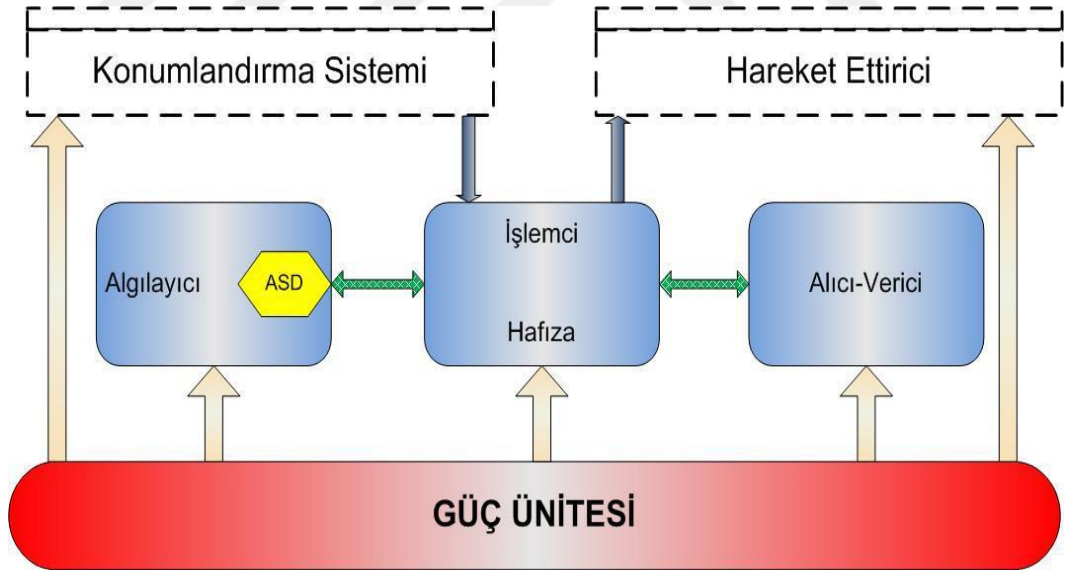 Konumlandırma Sistemi
Hareket Ettirici
Algılayıcı
ASD
İşlemci
Hafıza
Alıcı-Verici
GÜÇ ÜNİTESİ